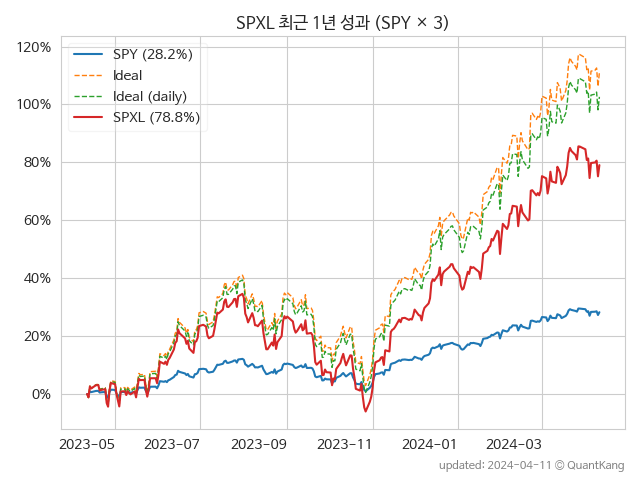 SPXL 최근 1년 성과 (SPY × 3)
SPY (28.2%)
Ideal
Ideal (daily)
SPXL (78.8%)
120%
100%
80%
60%
40%
20%
0%
2023-05 2023-07 2023-09 2023-11 2024-01 2024-03
updated: 2024-04-11 © QuantKang